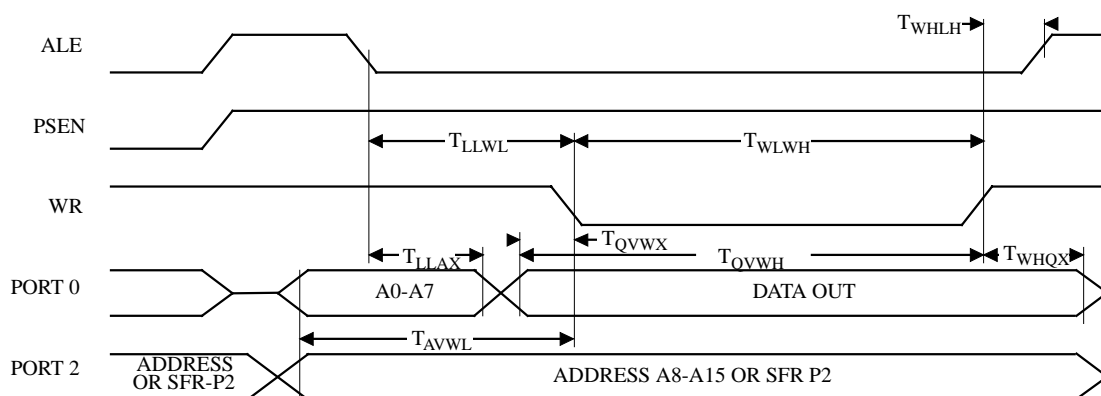 T_WHLH
ALE
PSEN
T_LLWL
T_WLWH
WR
T_QVWX
T_LLAX
T_QVWH
T_WHQX
PORT 0
A0-A7
DATA OUT
T_AVWL
PORT 2
ADDRESS
OR SFR-P2
ADDRESS A8-A15 OR SFR P2